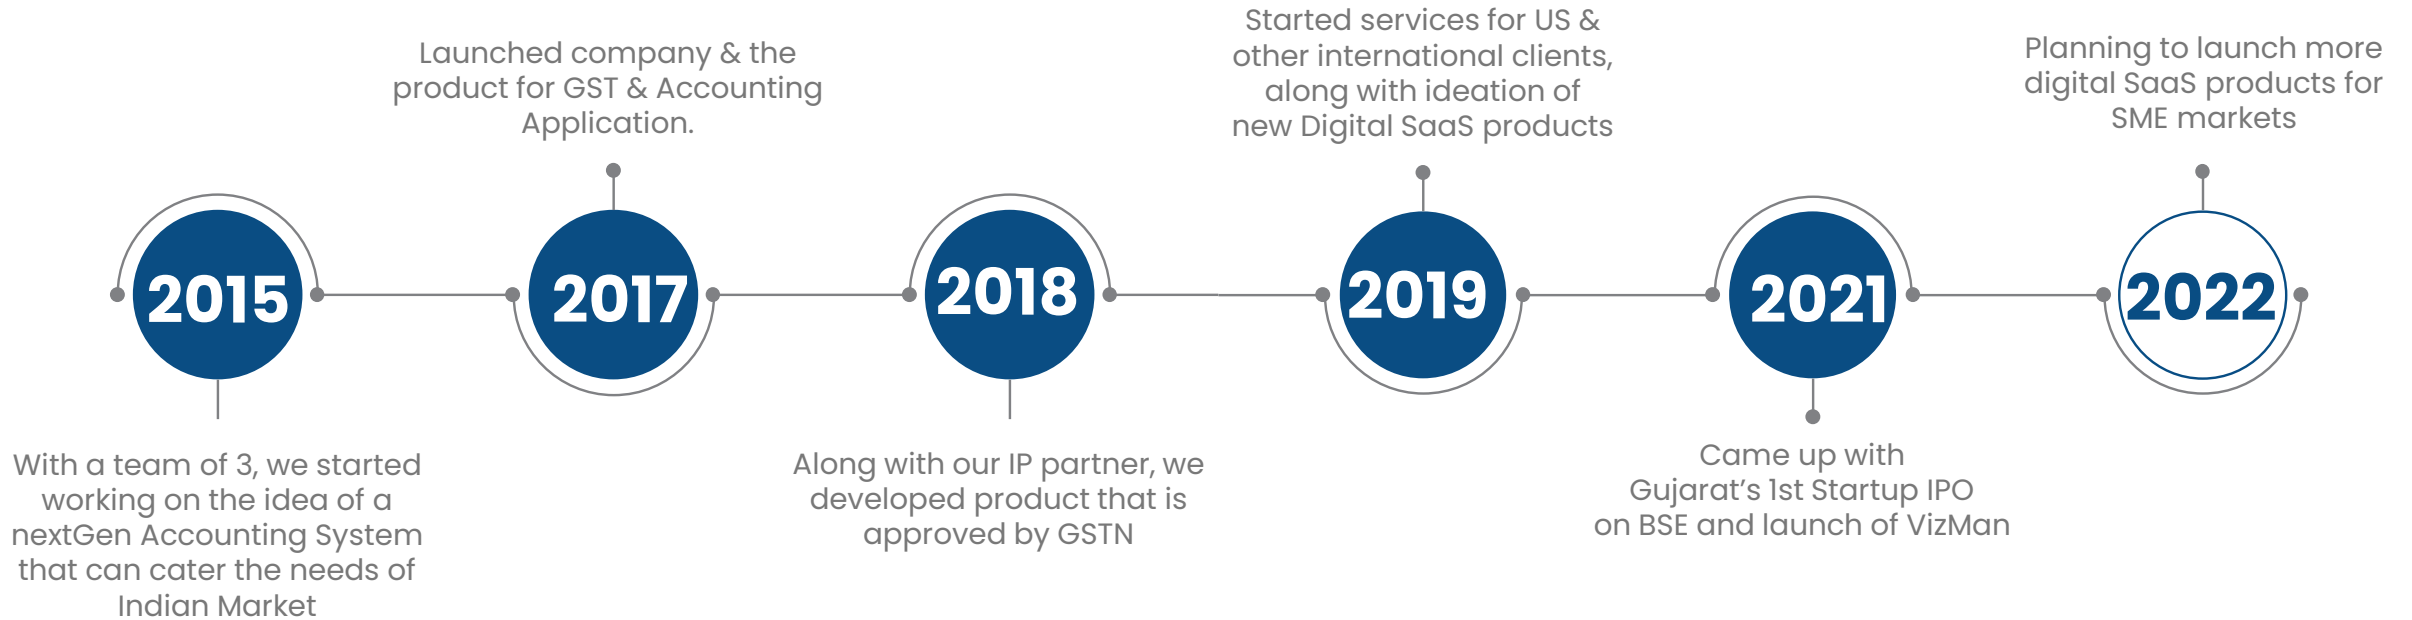 2015
With a team of 3, we started
working on the idea of a
nextGen Accounting System
that can cater the needs of
Indian Market
Launched company & the
product for GST & Accounting
Application.
2017
2018
Along with our IP partner, we
developed product that is
approved by GSTN
Started services for US &
other international clients,
along with ideation of
new Digital SaaS products
2019
2021
Came up with
Gujarat’s 1st Startup IPO
on BSE and launch of VizMan
Planning to launch more
digital SaaS products for
SME markets
2022